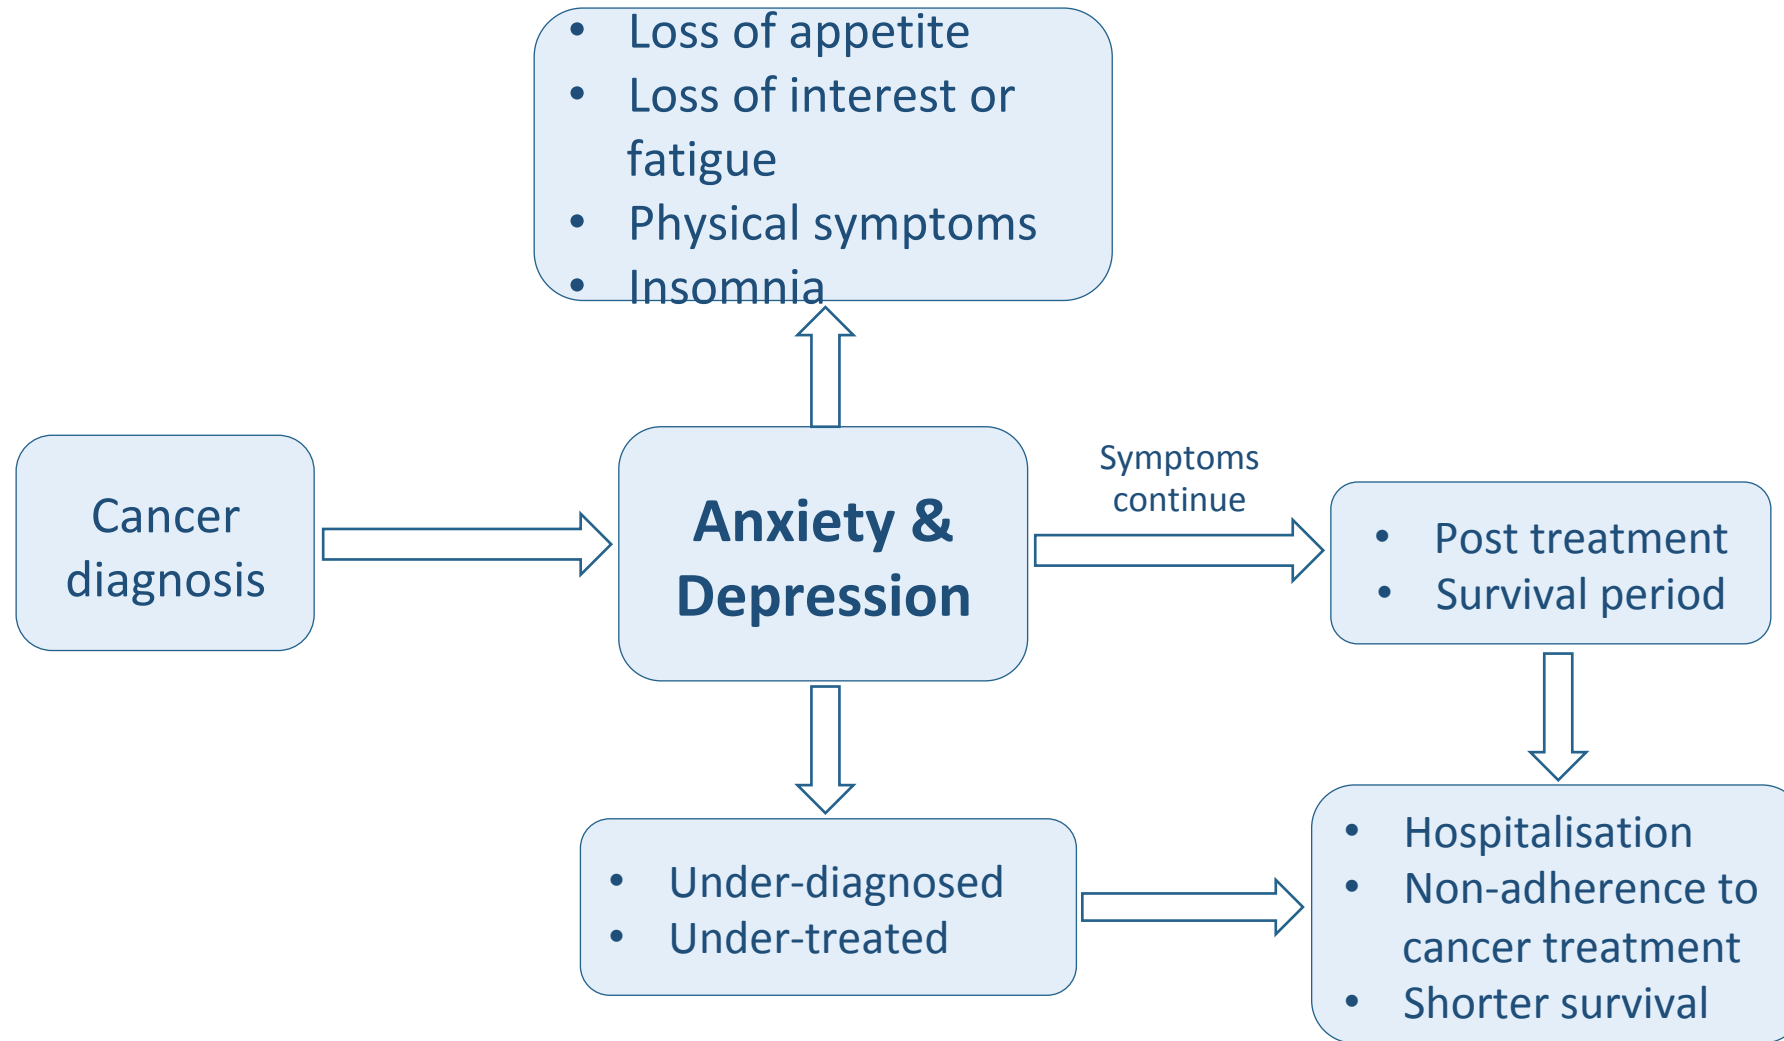 • Loss of appetite
• Loss of interest or
fatigue
• Physical symptoms
• Insomnia
Cancer
diagnosis
Anxiety &
Depression
Symptoms
continue
• Post treatment
• Survival period
• Under-diagnosed
• Under-treated
• Hospitalisation
• Non-adherence to
cancer treatment
• Shorter survival